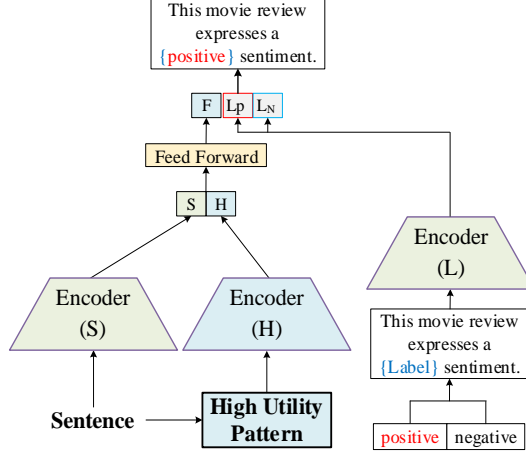 This movie review
expresses a
{positive} sentiment.
F Lp LN
Feed Forward
S H
Encoder
(S)
Encoder
(H)
Encoder
(L)
This movie review
expresses a
{Label} sentiment.
Sentence
High Utility
Pattern
positive negative